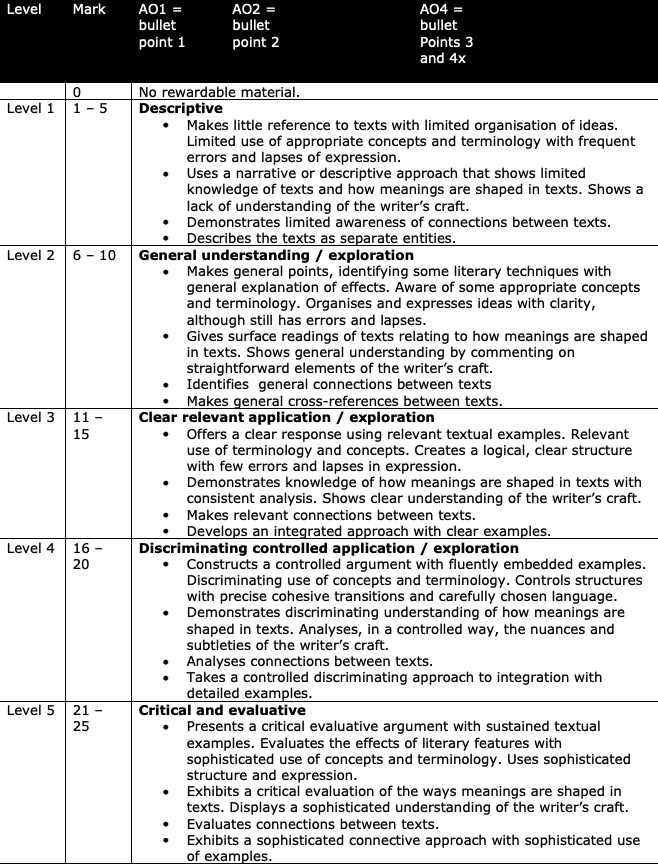 Level Mark AO1 = AO2 = AO4 =
bullet bullet bullet
point 1 point 2 Points 3
and 4x
0 No rewardable material.
Level 1 1 – 5 Descriptive
• Makes little reference to texts with limited organisation of ideas.
Limited use of appropriate concepts and terminology with frequent
errors and lapses of expression.
• Uses a narrative or descriptive approach that shows limited
knowledge of texts and how meanings are shaped in texts. Shows a
lack of understanding of the writer’s craft.
• Demonstrates limited awareness of connections between texts.
• Describes the texts as separate entities.
Level 2 6 – 10 General understanding / exploration
• Makes general points, identifying some literary techniques with
general explanation of effects. Aware of some appropriate concepts
and terminology. Organises and expresses ideas with clarity,
although still has errors and lapses.
• Gives surface readings of texts relating to how meanings are shaped
in texts. Shows general understanding by commenting on
straightforward elements of the writer’s craft.
• Identifies general connections between texts
• Makes general cross-references between texts.
Level 3 11 – Clear relevant application / exploration
15 • Offers a clear response using relevant textual examples. Relevant
use of terminology and concepts. Creates a logical, clear structure
with few errors and lapses in expression.
• Demonstrates knowledge of how meanings are shaped in texts with
consistent analysis. Shows clear understanding of the writer’s craft.
• Makes relevant connections between texts.
• Develops an integrated approach with clear examples.
Level 4 16 – Discriminating controlled application / exploration
20 • Constructs a controlled argument with fluently embedded examples.
Discriminating use of concepts and terminology. Controls structures
with precise cohesive transitions and carefully chosen language.
• Demonstrates discriminating understanding of how meanings are
shaped in texts. Analyses, in a controlled way, the nuances and
subtleties of the writer’s craft.
• Analyses connections between texts.
• Takes a controlled discriminating approach to integration with
detailed examples.
Level 5 21 – Critical and evaluative
25 • Presents a critical evaluative argument with sustained textual
examples. Evaluates the effects of literary features with
sophisticated use of concepts and terminology. Uses sophisticated
structure and expression.
• Exhibits a critical evaluation of the ways meanings are shaped in
texts. Displays a sophisticated understanding of the writer’s craft.
• Evaluates connections between texts.
• Exhibits a sophisticated connective approach with sophisticated use
of examples.